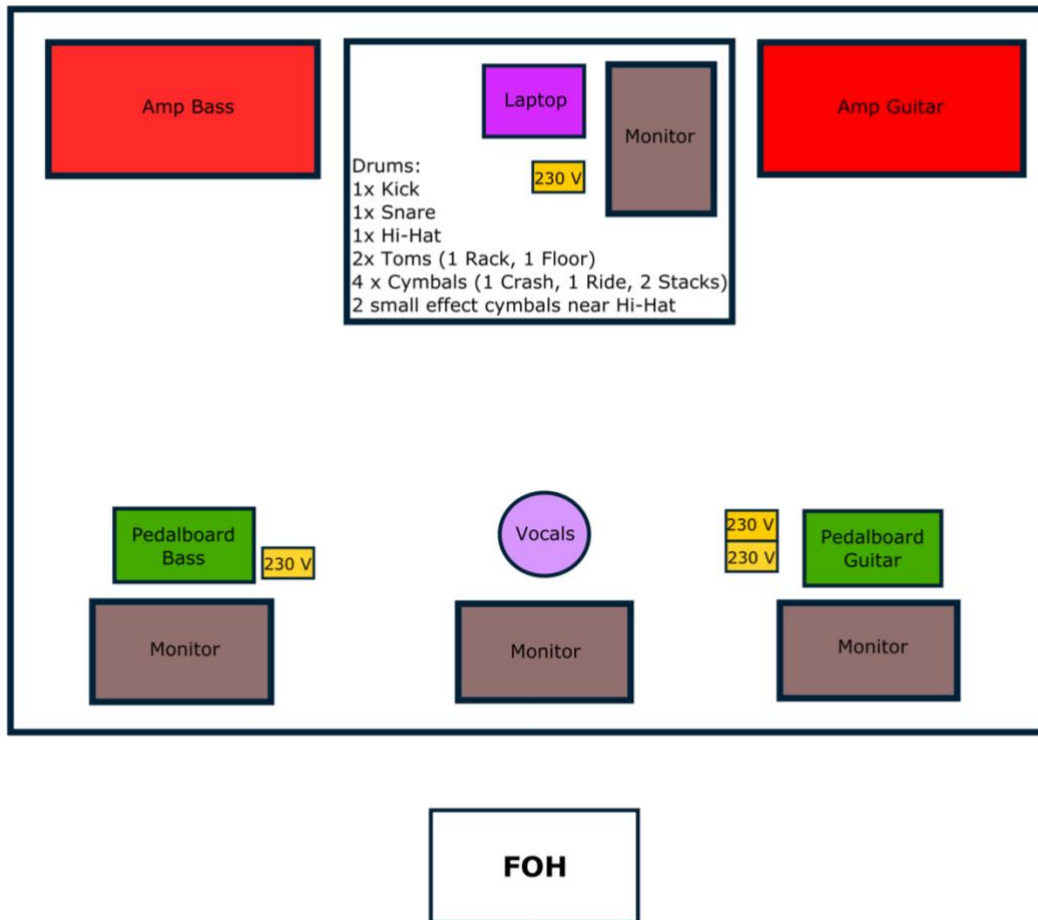 Amp Bass
Laptop
Monitor
Amp Guitar
230 V
Drums:
1x Kick
1x Snare
1x Hi-Hat
2x Toms (1 Rack, 1 Floor)
4 x Cymbals (1 Crash, 1 Ride, 2 Stacks)
2 small effect cymbals near Hi-Hat
Pedalboard
Bass
230 V
Vocals
230 V
230 V
Pedalboard
Guitar
Monitor
Monitor
Monitor
FOH